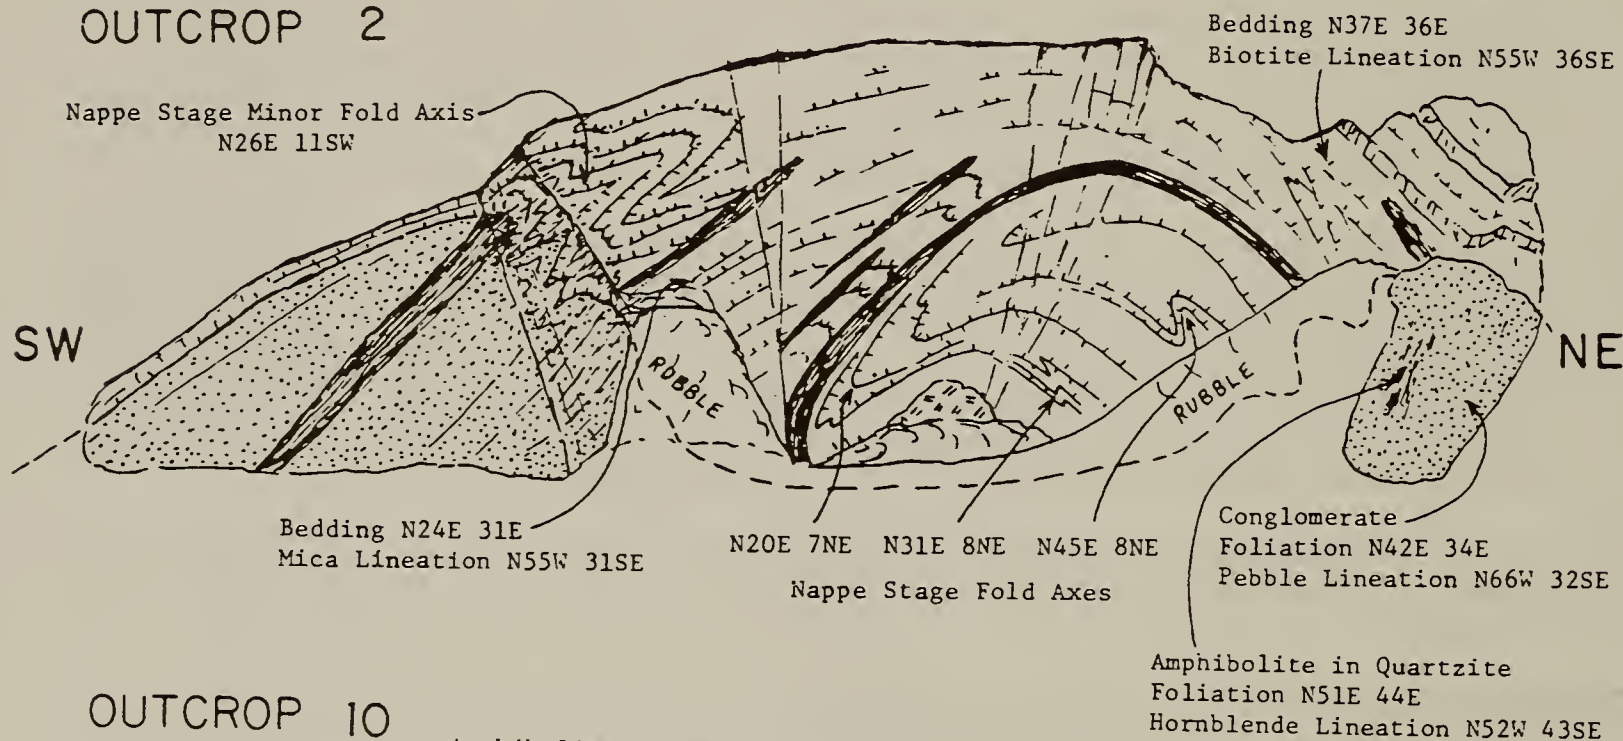 OUTCROP 2
Bedding N37E 36E
Biotite Lineation N55W 36SE
Nappe Stage Minor Fold Axis
N26E 11SW
SW
NE
RUBBLE
RUBBLE
Bedding N24E 31E
Mica Lineation N55W 31SE
N20E 7NE N31E 8NE N45E 8NE
Nappe Stage Fold Axes
Conglomerate
Foliation N42E 34E
Pebble Lineation N66W 32SE
Amphibolite in Quartzite
Foliation N51E 44E
Hornblende Lineation N52W 43SE
OUTCROP 10